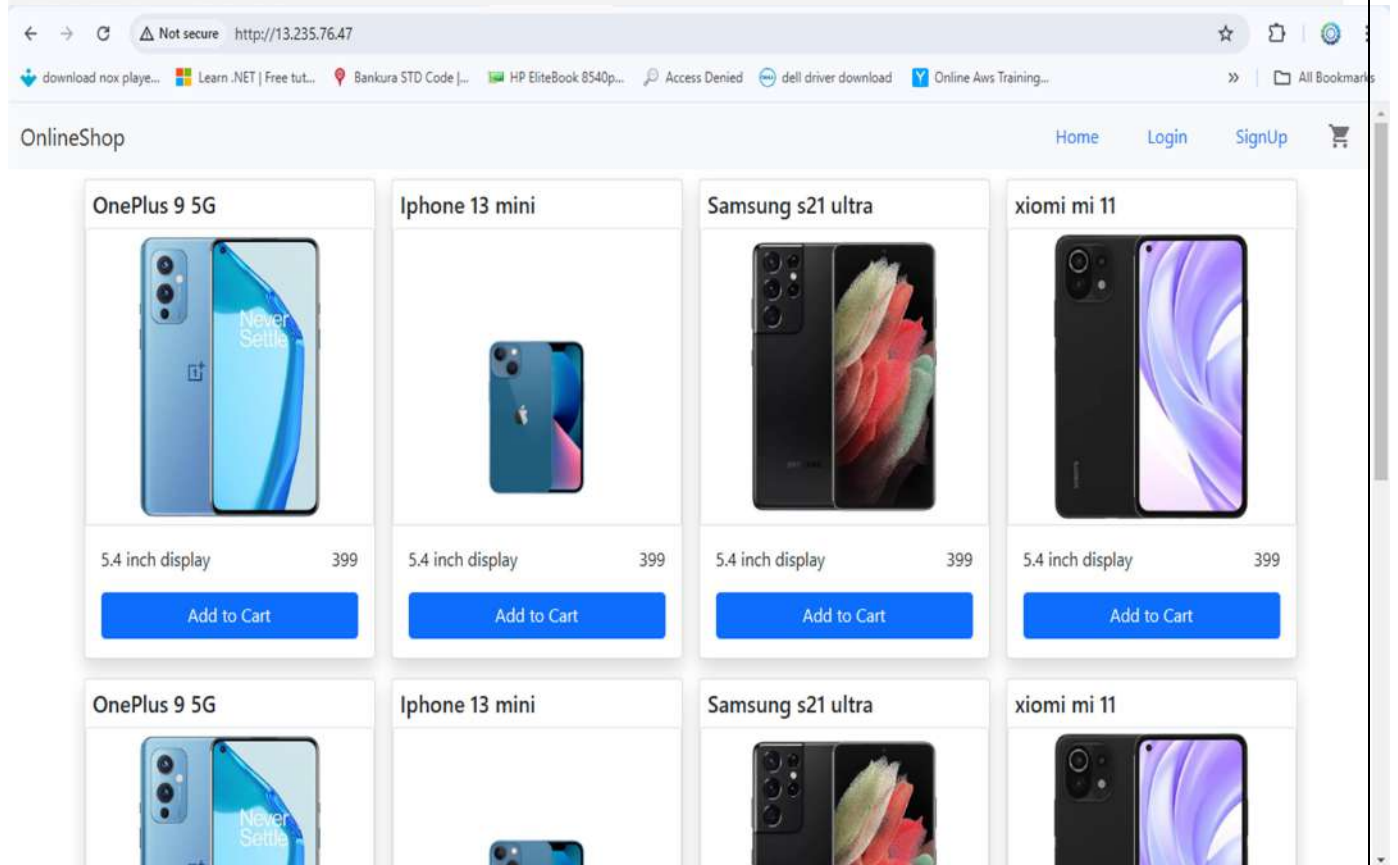 Not secure http://13.235.76.47
download nox playe... Learn .NET | Free tut... Bankura STD Code |... HP EliteBook 8540p... Access Denied dell driver download Online Aws Training... » All Bookmarks
OnlineShop Home Login SignUp
OnePlus 9 5G Iphone 13 mini Samsung s21 ultra xiomi mi 11
Never
Settle
5.4 inch display 399 5.4 inch display 399 5.4 inch display 399 5.4 inch display 399
Add to Cart Add to Cart Add to Cart Add to Cart
OnePlus 9 5G Iphone 13 mini Samsung s21 ultra xiomi mi 11
Never
Settle